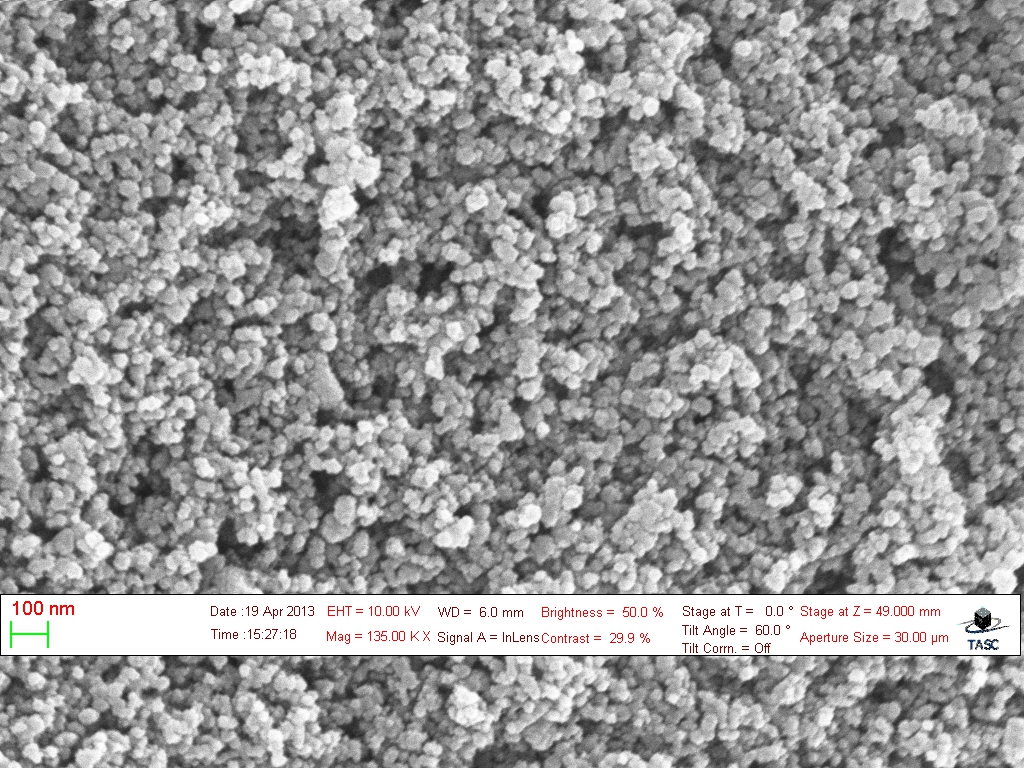 100 nm
Date :19 Apr 2013 EHT = 10.00 kV WD = 6.0 mm Brightness = 50.0 % Stage at T = 0.0 ° Stage at Z = 49.000 mm
Time :15:27:18 Mag = 135.00 K X Signal A = InLens Contrast = 29.9 % Tilt Angle = 60.0 ° Aperture Size = 30.00 µm
Tilt Corrn. = Off
TASC